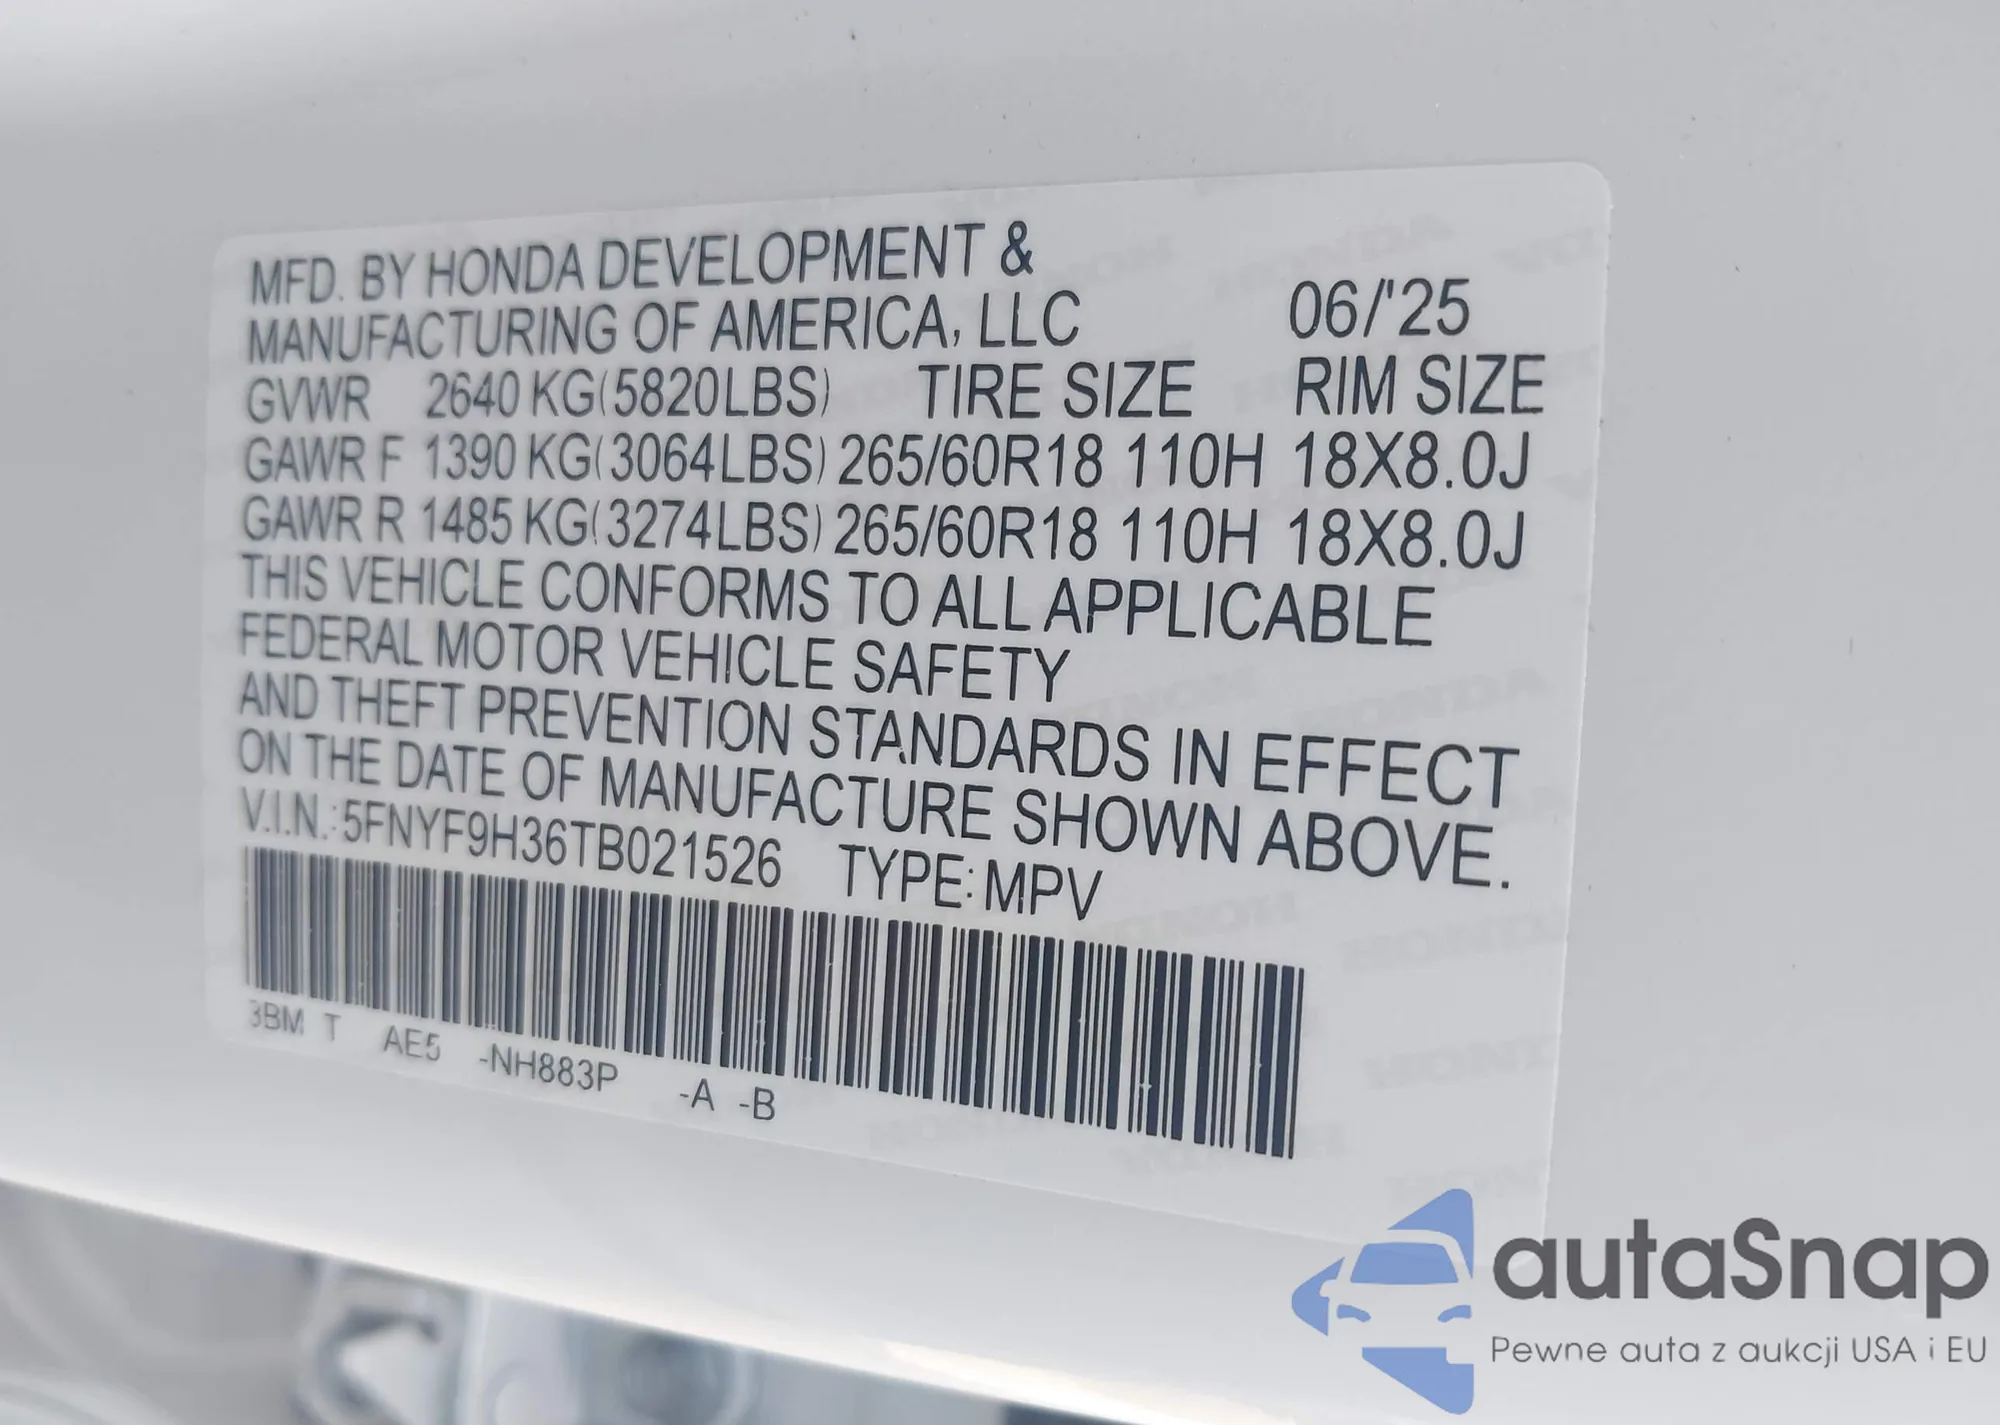 MFD. BY HONDA DEVELOPMENT &
MANUFACTURING OF AMERICA, LLC 06/'25
GVWR 2640 KG(5820LBS) TIRE SIZE RIM SIZE
GAWR F 1390 KG(3064LBS) 265/60R18 110H 18X8.0J
GAWR R 1485 KG(3274LBS) 265/60R18 110H 18X8.0J
THIS VEHICLE CONFORMS TO ALL APPLICABLE
FEDERAL MOTOR VEHICLE SAFETY
AND THEFT PREVENTION STANDARDS IN EFFECT
ON THE DATE OF MANUFACTURE SHOWN ABOVE.
V.I.N.:5FNYF9H36TB021526 TYPE:MPV
3BM T AE5 -NH883P -A -B
autaSnap
Pewne auta z aukcji USA i EU